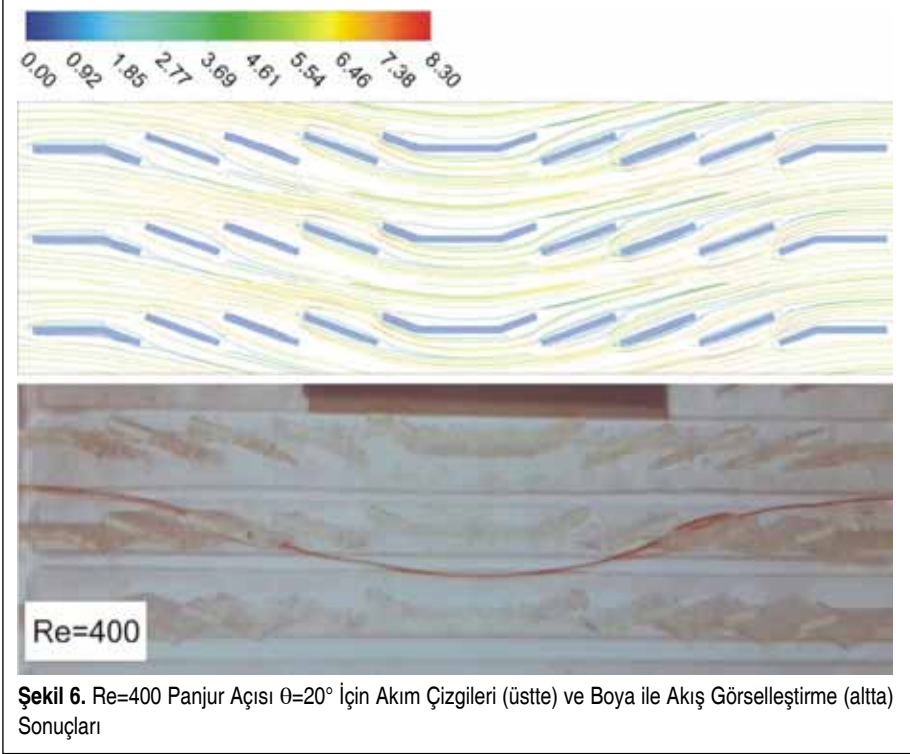 0.00 0.92 1.85 2.77 3.69 4.61 5.54 6.46 7.38 8.30
Re=400
Şekil 6. Re=400 Panjur Açısı θ=20° İçin Akım Çizgileri (üstte) ve Boya ile Akış Görselleştirme (altta)
Sonuçları